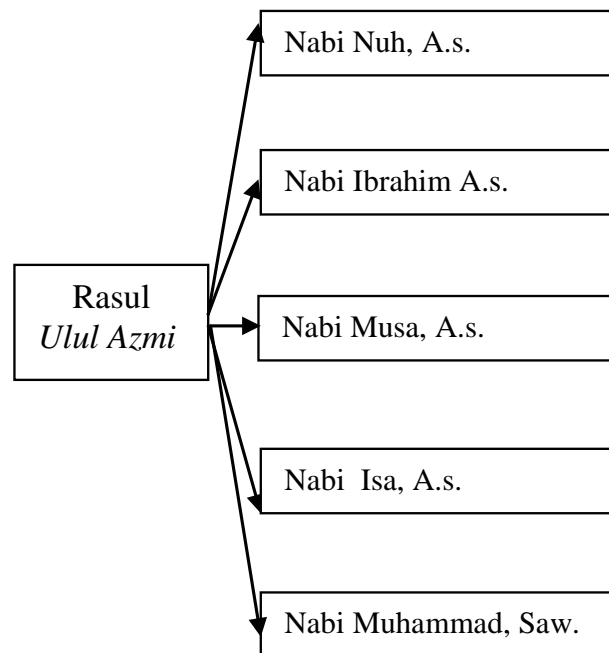 Nabi Nuh, A.s.
Nabi Ibrahim A.s.
Rasul
Ulul Azmi
Nabi Musa, A.s.
Nabi  Isa, A.s.
Nabi Muhammad, Saw.